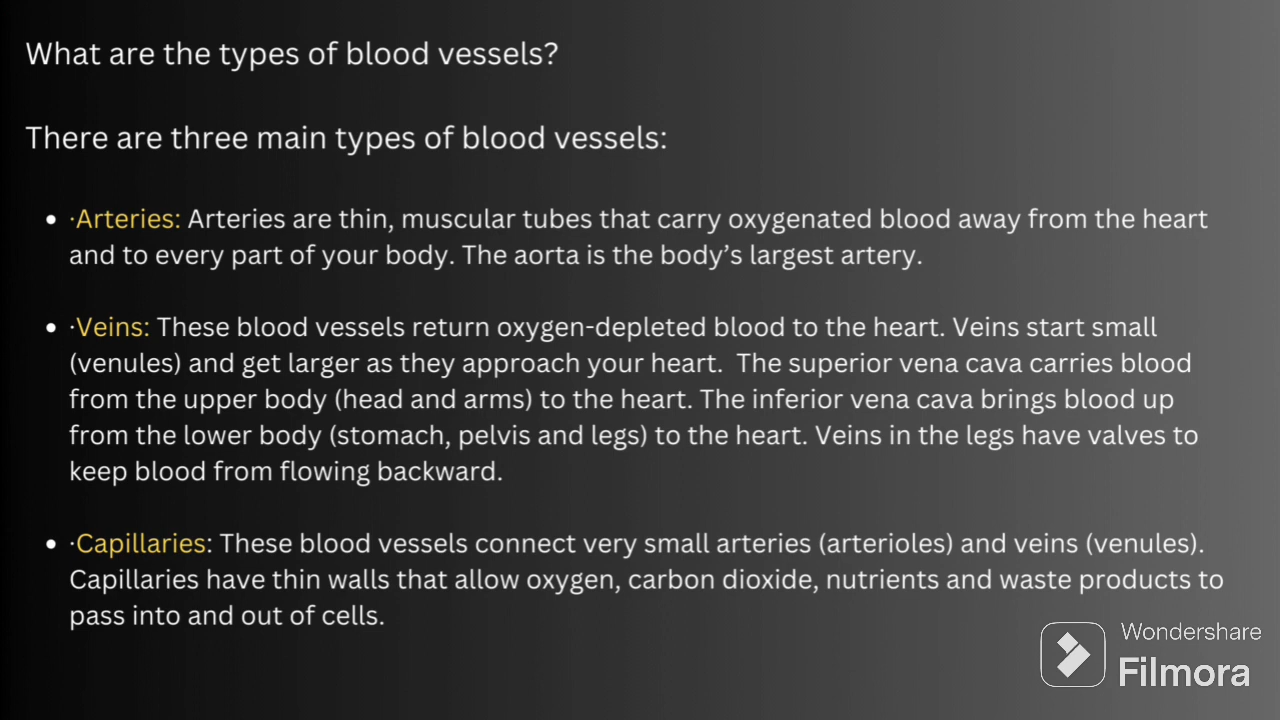 What are the types of blood vessels?
There are three main types of blood vessels:
• ·Arteries: Arteries are thin, muscular tubes that carry oxygenated blood away from the heart
and to every part of your body. The aorta is the body’s largest artery.
• ·Veins: These blood vessels return oxygen-depleted blood to the heart. Veins start small
(venules) and get larger as they approach your heart.  The superior vena cava carries blood
from the upper body (head and arms) to the heart. The inferior vena cava brings blood up
from the lower body (stomach, pelvis and legs) to the heart. Veins in the legs have valves to
keep blood from flowing backward.
• ·Capillaries: These blood vessels connect very small arteries (arterioles) and veins (venules).
Capillaries have thin walls that allow oxygen, carbon dioxide, nutrients and waste products to
pass into and out of cells.
Wondershare
Filmora